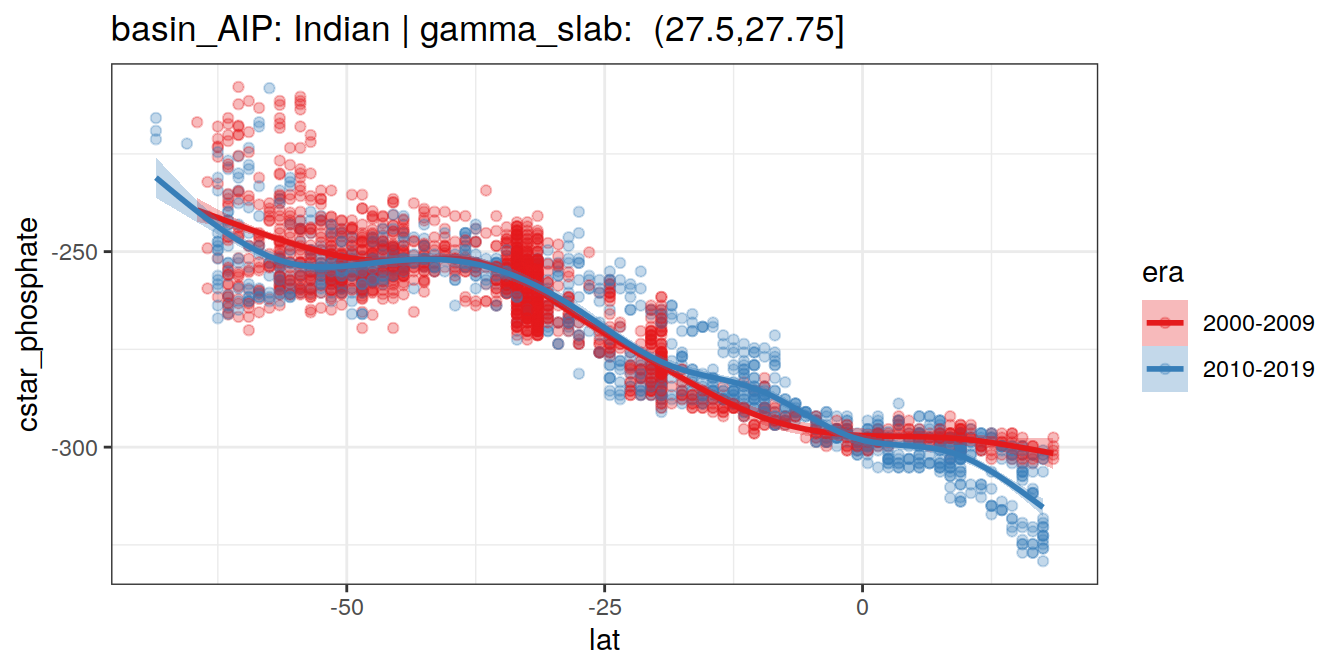 basin_AIP: Indian | gamma_slab:  (27.5,27.75]
cstar_phosphate
-250
-300
-50
-25
0
lat
era
2000-2009
2010-2019